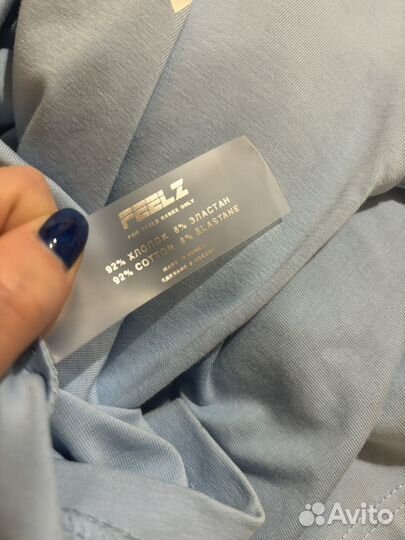 FEELZ
FOR FEELZ BABES ONLY
92% ХЛОПОК 8% ЭЛАСТАН
92% COTTON 8% ELASTANE
MADE IN RUSSIA
СДЕЛАНО В РОССИИ
Avito